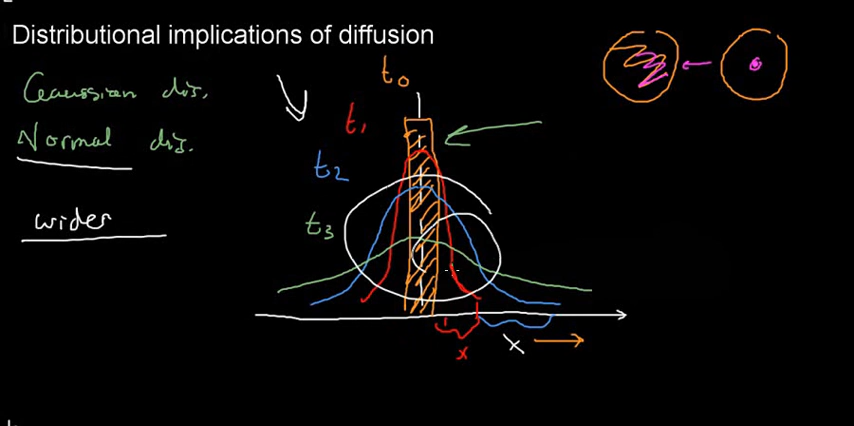 Distributional implications of diffusion
Gaussian dis.
Normal dis.
wider
t₀
t₁
t₂
t₃
x
x